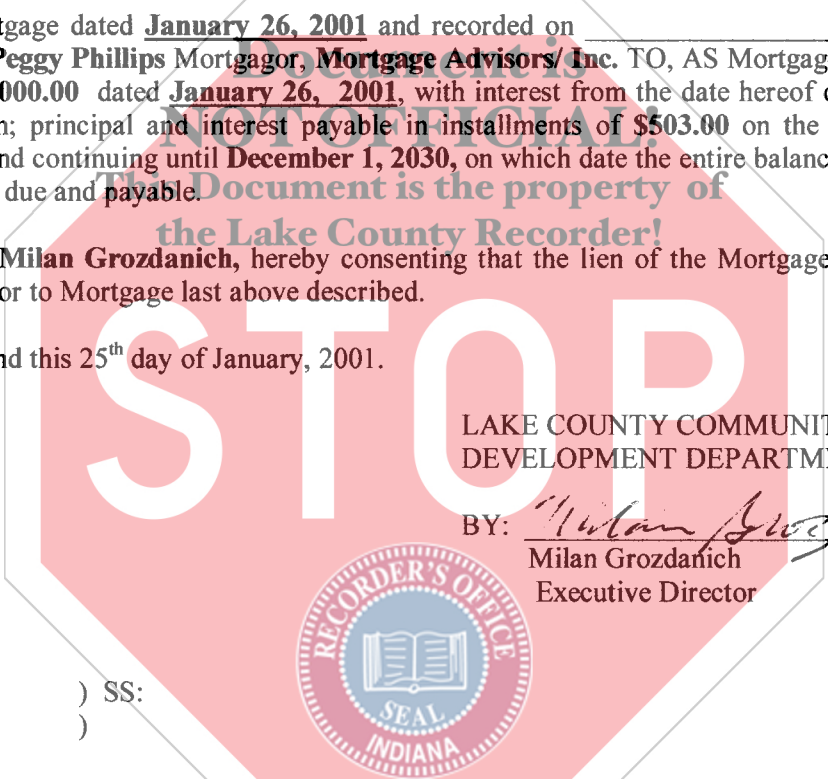 tgage dated January 26, 2001 and recorded on
Peggy Phillips Mortgagor, Mortgage Advisors/ Inc. TO, AS Mortgag
Document is
000.00 dated January 26, 2001, with interest from the date hereof
NOT OFFICIAL!
; principal and interest payable in installments of $503.00 on the
nd continuing until December 1, 2030, on which date the entire balanc
This Document is the property of
due and payable.
the Lake County Recorder!
Milan Grozdanich, hereby consenting that the lien of the Mortgage
or to Mortgage last above described.
STOP
nd this 25th day of January, 2001.
LAKE COUNTY COMMUNIT
DEVELOPMENT DEPARTM
BY: Milan Groz
Milan Grozdanich
Executive Director
RECORDER'S OFFICE
SEAL
INDIANA
) SS:
)